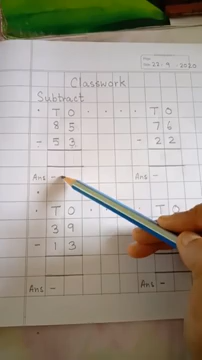 Date 22.9.2020
Classwork
Subtract
T O T O
8 5 7 6
- 5 3 - 2 2
Ans - Ans -
T O T O
3 9
- 1 3
Ans - Ans -